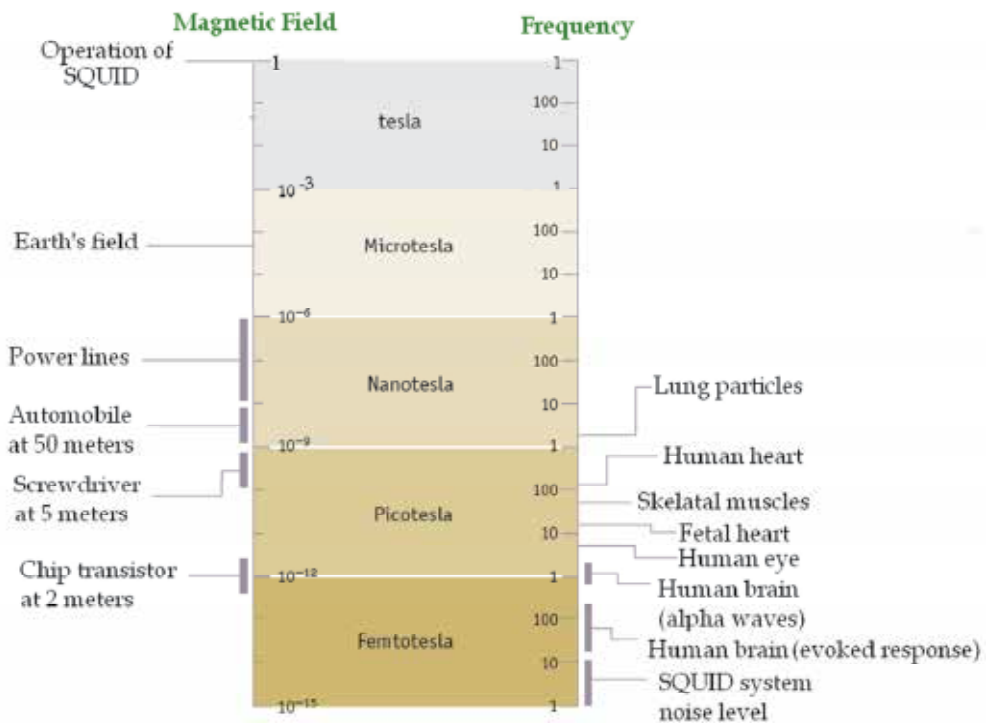 Magnetic Field
Frequency
Operation of
SQUID
1
1
100
tesla
10
1
10⁻³
Earth's field
100
Microtesla
10
10⁻⁶
1
Power lines
100
Nanotesla
Lung particles
10
Automobile
at 50 meters
10⁻⁹
1
Human heart
Screwdriver
at 5 meters
100
Skelatal muscles
Picotesla
10
Fetal heart
Human eye
Chip transistor
at 2 meters
10⁻¹²
1
Human brain
(alpha waves)
100
Femtotesla
Human brain (evoked response)
10
SQUID system
noise level
10⁻¹⁵
1